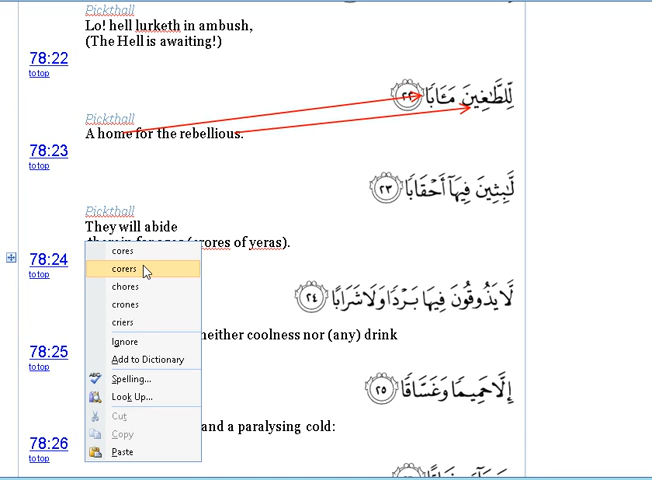 Pickthall
Lo! hell lurketh in ambush,
(The Hell is awaiting!)
78:22
to top
لِّلطَّـٰغِينَ مَـَٔابًا ٢٢
Pickthall
A home for the rebellious.
78:23
to top
لَّـٰبِثِينَ فِيهَآ أَحْقَابًا ٢٣
Pickthall
They will abide
(crores of yeras).
78:24
to top
cores
corers
chores
crones
criers
Ignore
Add to Dictionary
Spelling...
Look Up...
Cut
Copy
Paste
لَّا يَذُوقُونَ فِيهَا بَرْدًا وَلَا شَرَابًا ٢٤
neither coolness nor (any) drink
78:25
to top
إِلَّا حَمِيمًا وَغَسَّاقًا ٢٥
and a paralysing cold:
78:26
to top